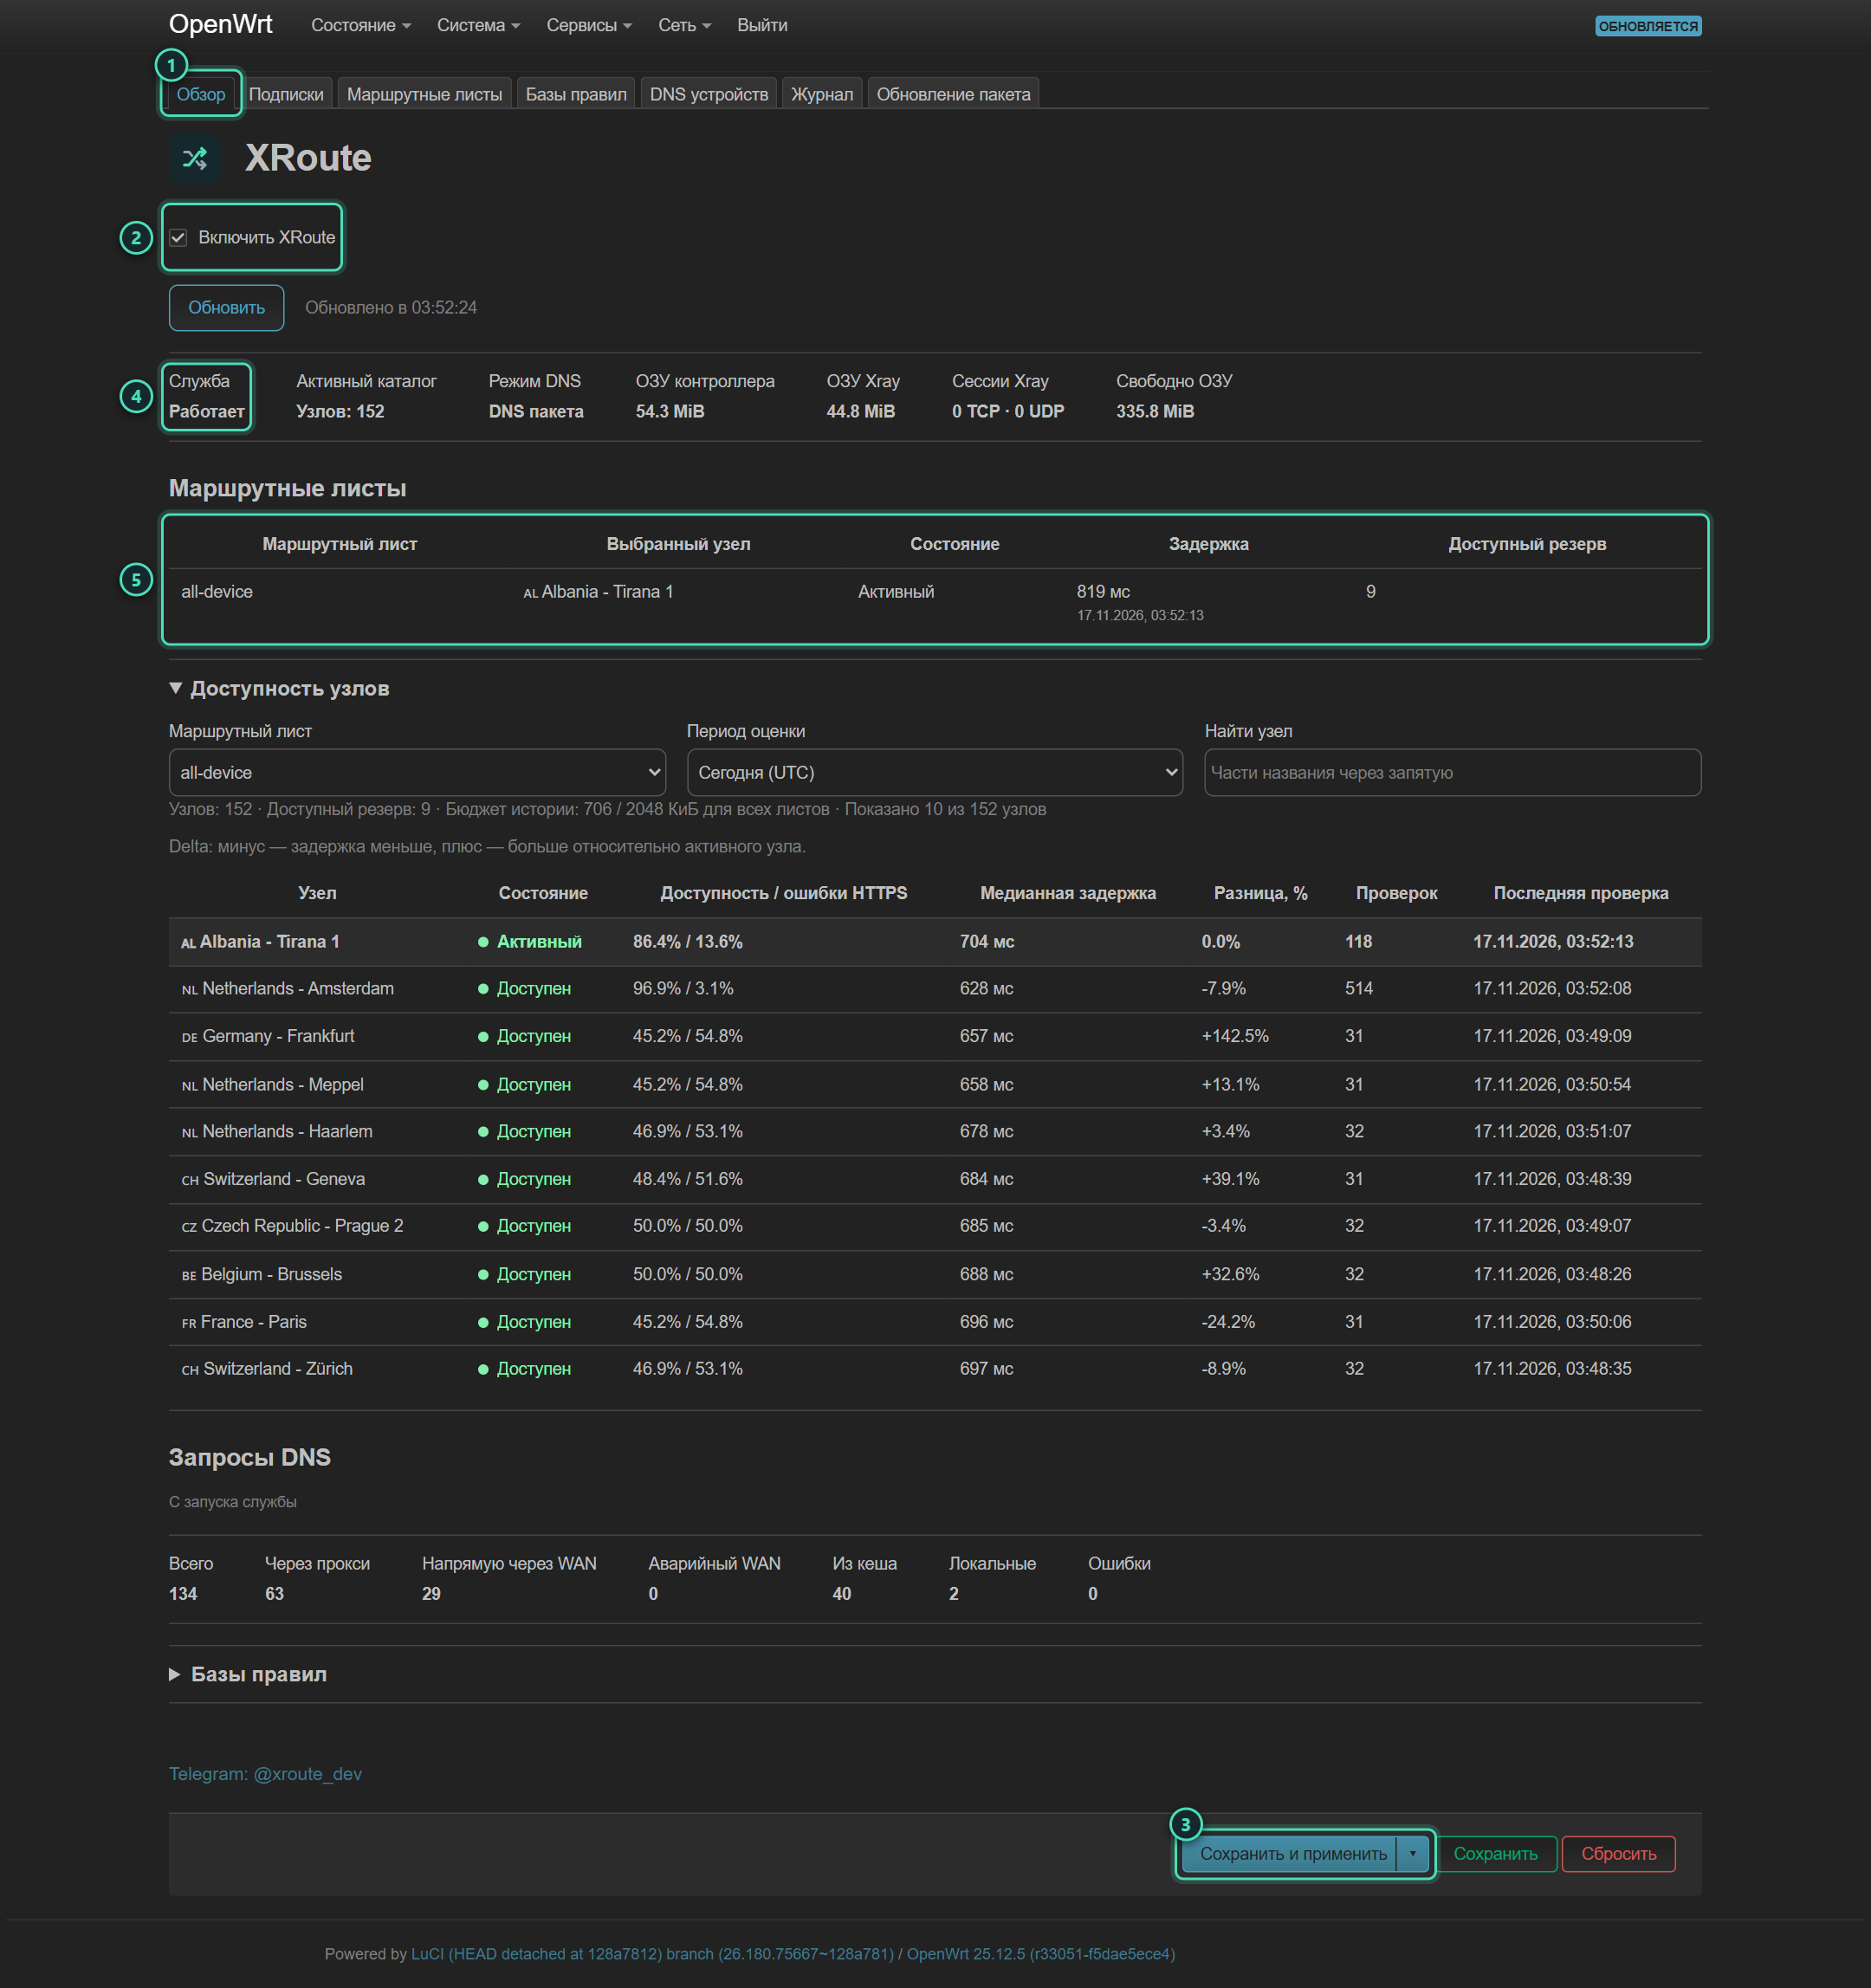 OpenWrt Состояние Система Сервисы Сеть Выйти ОБНОВЛЯЕТСЯ
1
Обзор Подписки Маршрутные листы Базы правил DNS устройств Журнал Обновление пакета
XRoute
2 Включить XRoute
Обновить Обновлено в 03:52:24
4
Служба Активный каталог Режим DNS ОЗУ контроллера ОЗУ Xray Сессии Xray Свободно ОЗУ
Работает Узлов: 152 DNS пакета 54.3 MiB 44.8 MiB 0 TCP · 0 UDP 335.8 MiB
Маршрутные листы
5
Маршрутный лист Выбранный узел Состояние Задержка Доступный резерв
all-device AL Albania - Tirana 1 Активный 819 мс 9
17.11.2026, 03:52:13
▼ Доступность узлов
Маршрутный лист Период оценки Найти узел
all-device Сегодня (UTC) Части названия через запятую
Узлов: 152 · Доступный резерв: 9 · Бюджет истории: 706 / 2048 КиБ для всех листов · Показано 10 из 152 узлов
Delta: минус — задержка меньше, плюс — больше относительно активного узла.
Узел Состояние Доступность / ошибки HTTPS Медианная задержка Разница, % Проверок Последняя проверка
AL Albania - Tirana 1 ● Активный 86.4% / 13.6% 704 мс 0.0% 118 17.11.2026, 03:52:13
NL Netherlands - Amsterdam ● Доступен 96.9% / 3.1% 628 мс -7.9% 514 17.11.2026, 03:52:08
DE Germany - Frankfurt ● Доступен 45.2% / 54.8% 657 мс +142.5% 31 17.11.2026, 03:49:09
NL Netherlands - Meppel ● Доступен 45.2% / 54.8% 658 мс +13.1% 31 17.11.2026, 03:50:54
NL Netherlands - Haarlem ● Доступен 46.9% / 53.1% 678 мс +3.4% 32 17.11.2026, 03:51:07
CH Switzerland - Geneva ● Доступен 48.4% / 51.6% 684 мс +39.1% 31 17.11.2026, 03:48:39
CZ Czech Republic - Prague 2 ● Доступен 50.0% / 50.0% 685 мс -3.4% 32 17.11.2026, 03:49:07
BE Belgium - Brussels ● Доступен 50.0% / 50.0% 688 мс +32.6% 32 17.11.2026, 03:48:26
FR France - Paris ● Доступен 45.2% / 54.8% 696 мс -24.2% 31 17.11.2026, 03:50:06
CH Switzerland - Zürich ● Доступен 46.9% / 53.1% 697 мс -8.9% 32 17.11.2026, 03:48:35
Запросы DNS
С запуска службы
Всего Через прокси Напрямую через WAN Аварийный WAN Из кеша Локальные Ошибки
134 63 29 0 40 2 0
▶ Базы правил
Telegram: @xroute_dev
3
Сохранить и применить Сохранить Сбросить
Powered by LuCI (HEAD detached at 128a7812) branch (26.180.75667~128a781) / OpenWrt 25.12.5 (r33051-f5dae5ece4)